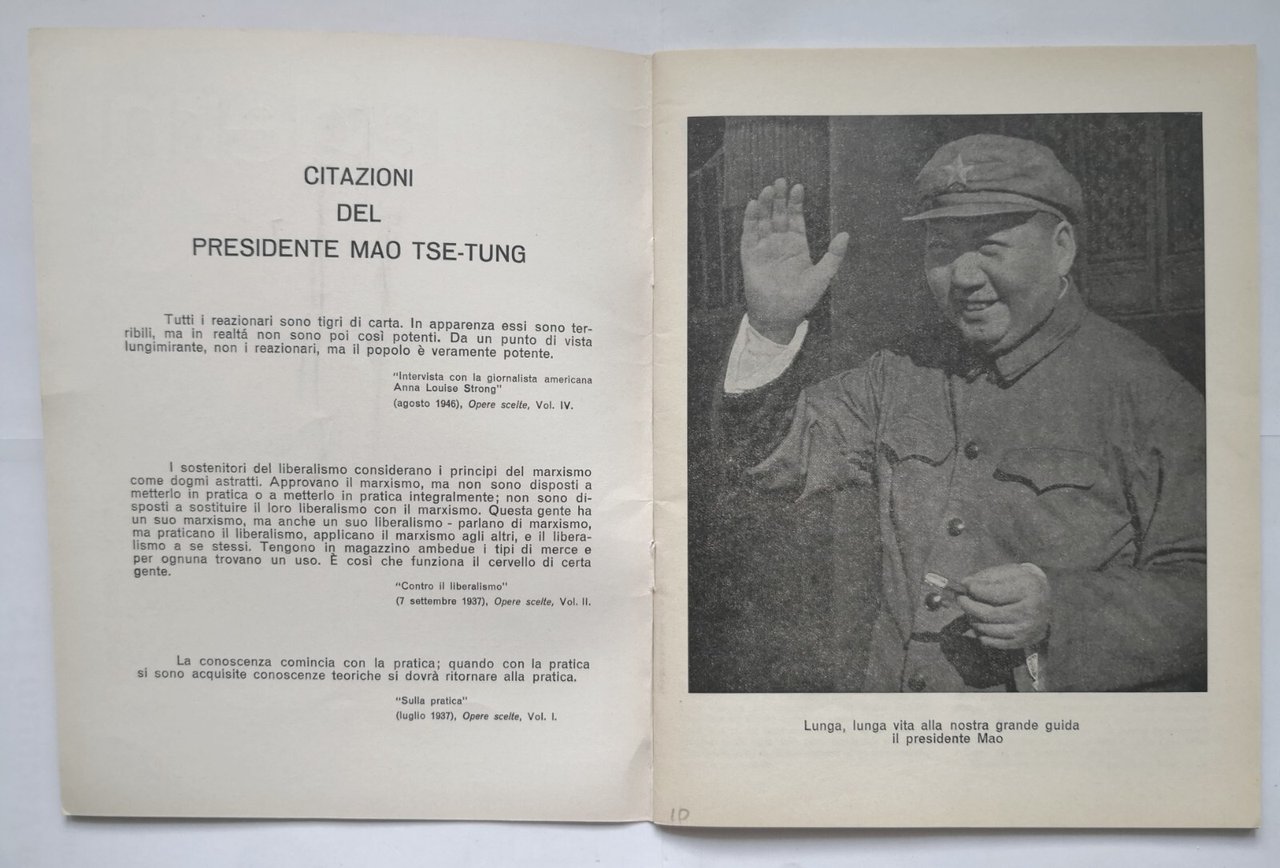 CITAZIONI
DEL
PRESIDENTE MAO TSE-TUNG
Tutti i reazionari sono tigri di carta. In apparenza essi sono ter-
ribili, ma in realtá non sono poi così potenti. Da un punto di vista
lungimirante, non i reazionari, ma il popolo è veramente potente.
"Intervista con la giornalista americana
Anna Louise Strong"
(agosto 1946), Opere scelte, Vol. IV.
I sostenitori del liberalismo considerano i principi del marxismo
come dogmi astratti. Approvano il marxismo, ma non sono disposti a
metterlo in pratica o a metterlo in pratica integralmente; non sono di-
sposti a sostituire il loro liberalismo con il marxismo. Questa gente ha
un suo marxismo, ma anche un suo liberalismo - parlano di marxismo,
ma praticano il liberalismo, applicano il marxismo agli altri, e il libera-
lismo a se stessi. Tengono in magazzino ambedue i tipi di merce e
per ognuna trovano un uso. È così che funziona il cervello di certa
gente.
"Contro il liberalismo"
(7 settembre 1937), Opere scelte, Vol. II.
La conoscenza comincia con la pratica; quando con la pratica
si sono acquisite conoscenze teoriche si dovrà ritornare alla pratica.
"Sulla pratica"
(luglio 1937), Opere scelte, Vol. I.
Lunga, lunga vita alla nostra grande guida
il presidente Mao
10